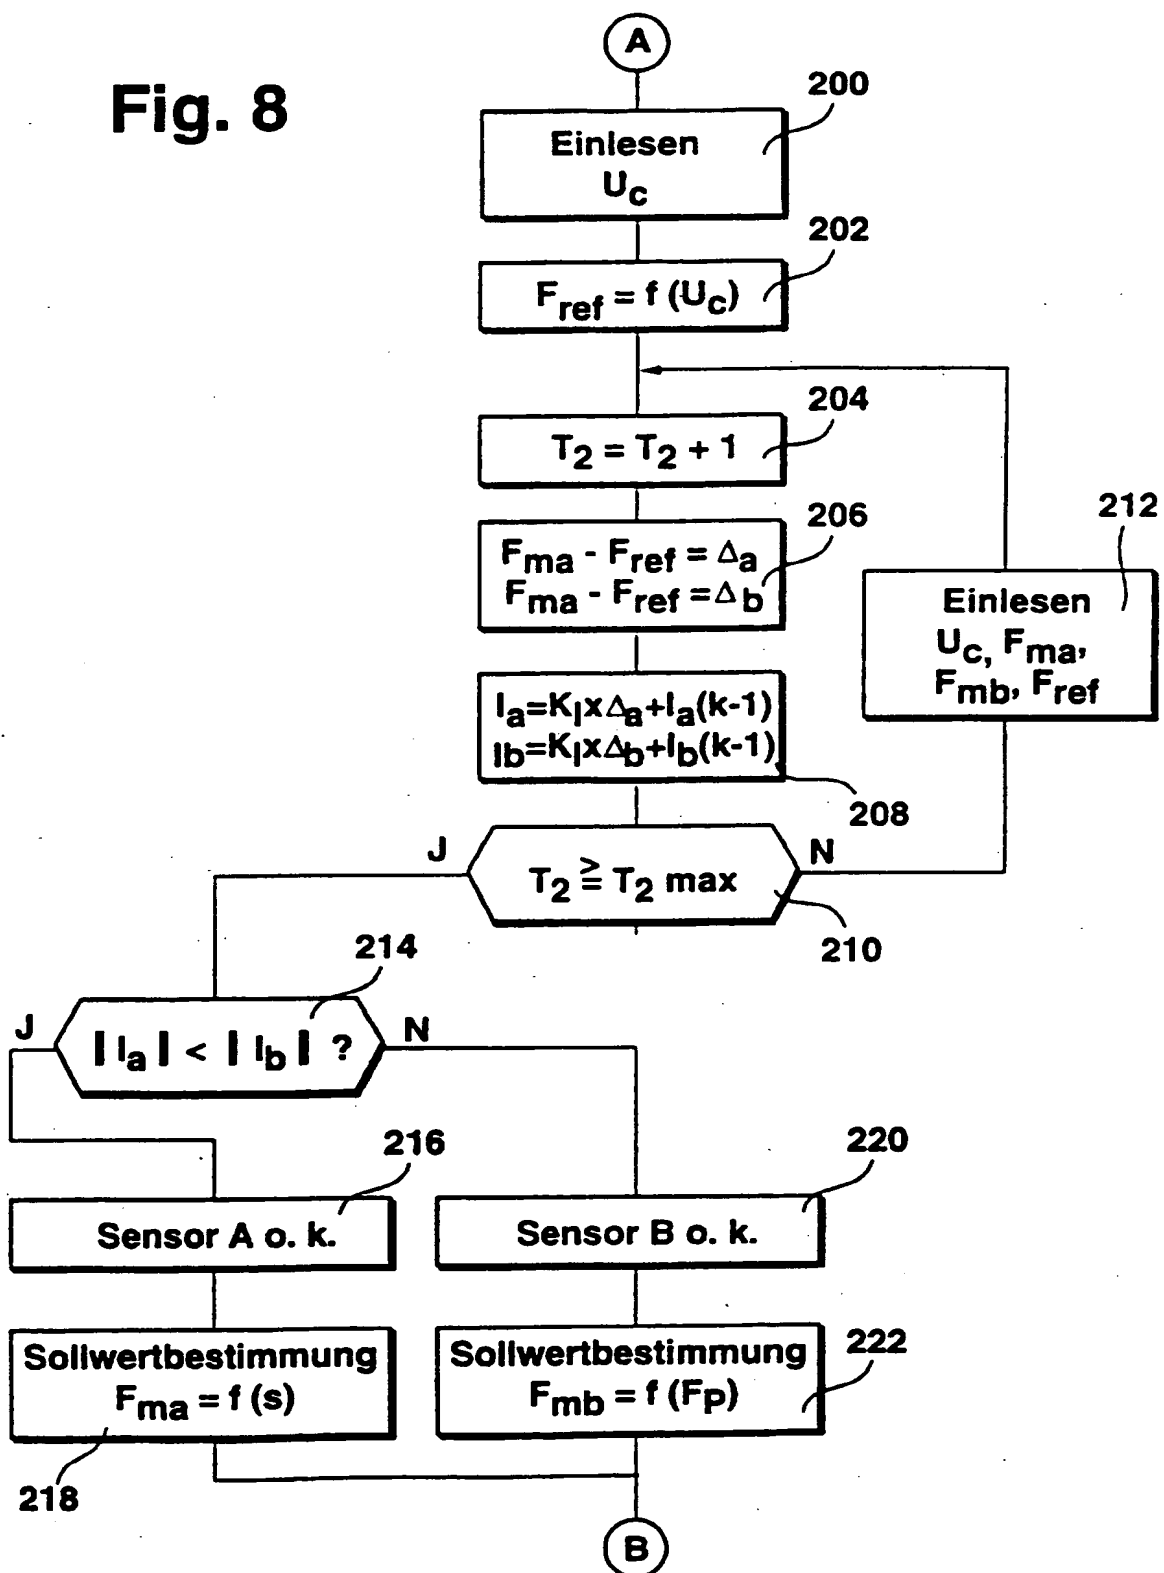 Fig. 8
A
200
Einlesen
Uc
202
Fref = f (Uc)
204
T2 = T2 + 1
206
Fma - Fref = Δa
Fma - Fref = Δb
212
Einlesen
Uc, Fma,
Fmb, Fref
Ia=KIxΔa+Ia(k-1)
Ib=KIxΔb+Ib(k-1)
208
J
T2 ≧ T2 max
N
210
214
J
| Ia | < | Ib | ?
N
216
Sensor A o. k.
220
Sensor B o. k.
Sollwertbestimmung
Fma = f (s)
218
Sollwertbestimmung
Fmb = f (Fp)
222
B